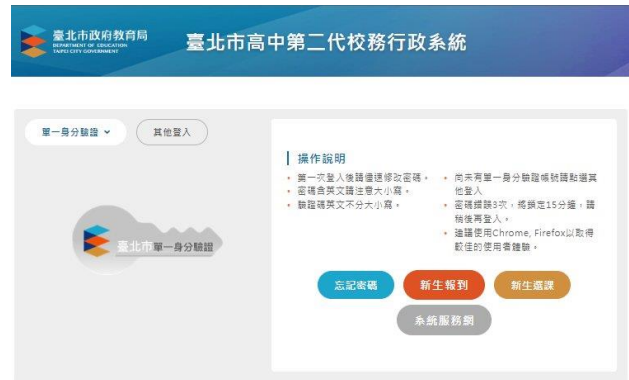 臺北市政府教育局
DEPARTMENT OF EDUCATION
TAIPEI CITY GOVERNMENT
臺北市高中第二代校務行政系統
單一身分驗證
其他登入
臺北市單一身分驗證
操作說明
• 第一次登入後請儘速修改密碼。
• 密碼含英文請注意大小寫。
• 驗證碼英文不分大小寫。
• 尚未有單一身分驗證帳號請點選其
他登入
• 密碼錯誤3次，將鎖定15分鐘，請
稍後再登入。
• 建議使用Chrome, Firefox以取得
較佳的使用者體驗。
忘記密碼
新生報到
新生選課
系統服務網